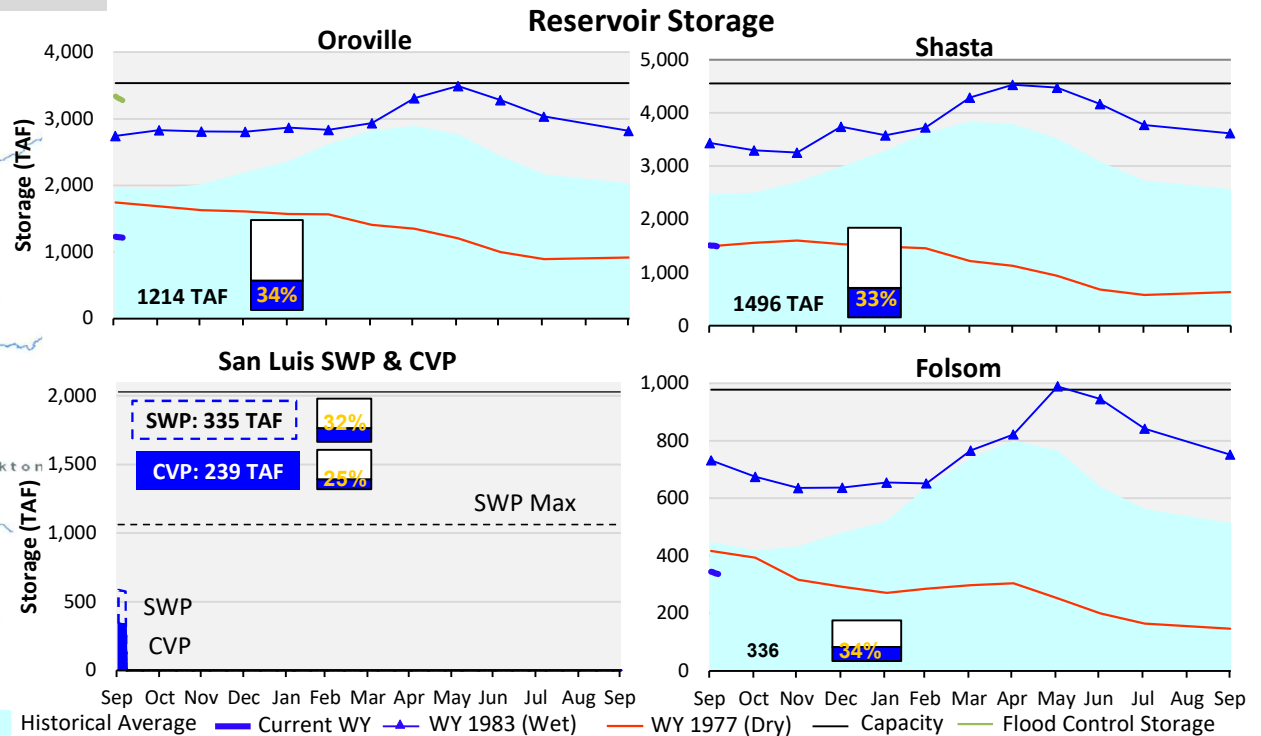 Reservoir Storage
Oroville
4,000
3,000
2,000
1,000
0
Storage (TAF)
1214 TAF
34%
Shasta
5,000
4,000
3,000
2,000
1,000
0
1496 TAF
33%
San Luis SWP & CVP
2,000
1,500
1,000
500
0
Storage (TAF)
SWP: 335 TAF
32%
CVP: 239 TAF
25%
SWP Max
SWP
CVP
Sep Oct Nov Dec Jan Feb Mar Apr May Jun Jul Aug Sep
Folsom
1,000
800
600
400
200
0
336
34%
Sep Oct Nov Dec Jan Feb Mar Apr May Jun Jul Aug Sep
kton
Historical Average Current WY WY 1983 (Wet) WY 1977 (Dry) Capacity Flood Control Storage